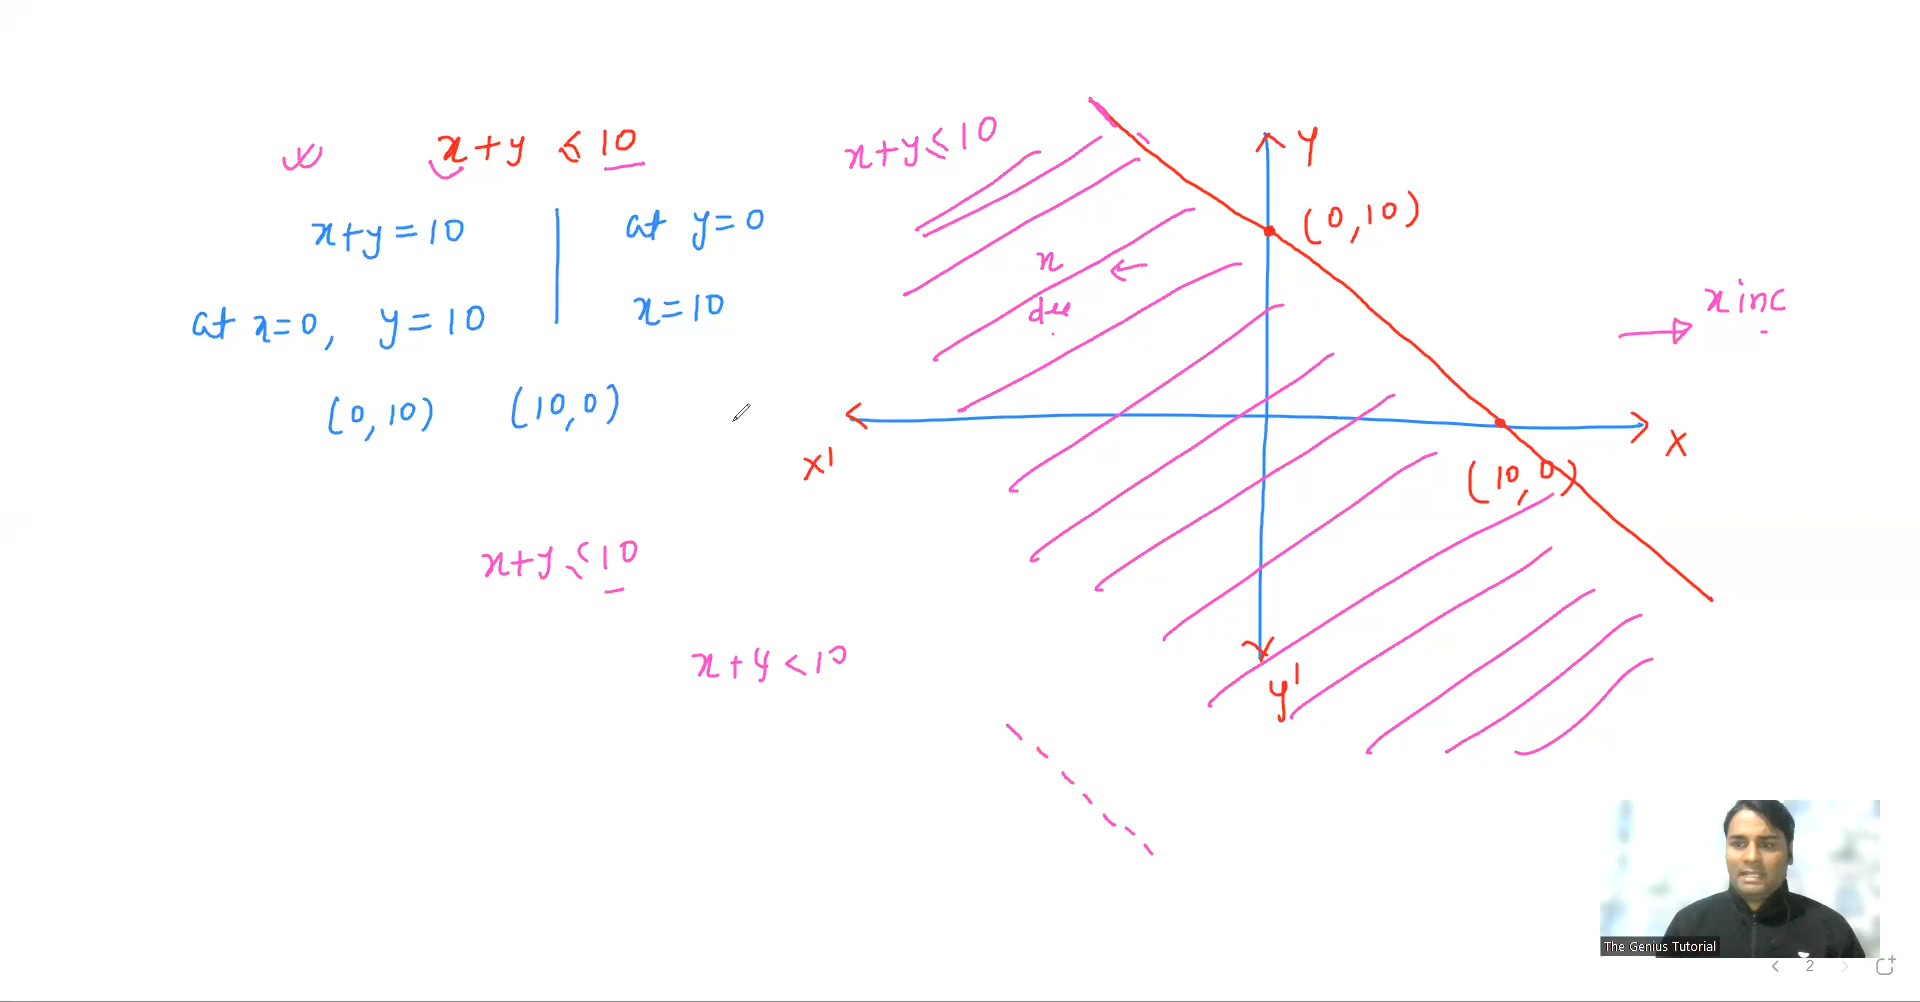 x+y ≤ 10
x+y=10
at y=0
at x=0, y=10
x=10
(0,10) (10,0)
x+y ≤ 10
x+y < 10
x+y ≤ 10
Y
(0,10)
x
dec
x inc
X'
X
(10,0)
Y'
The Genius Tutorial
2